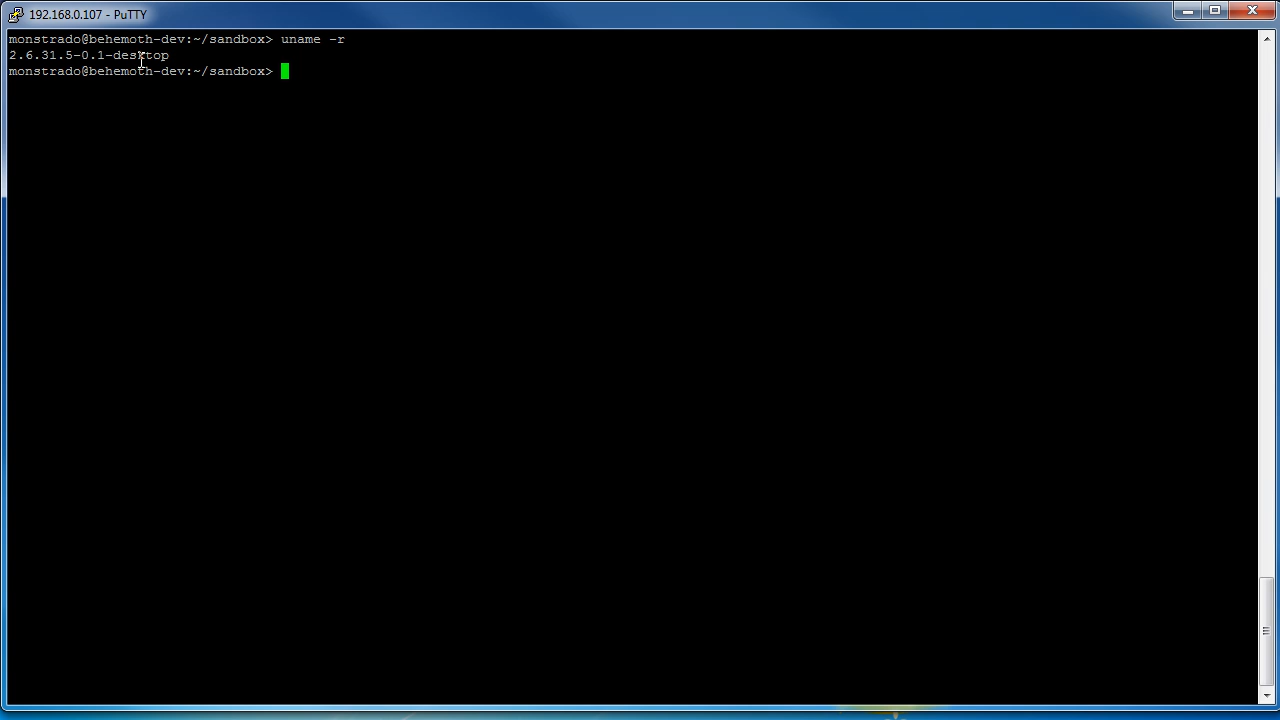 192.168.0.107 - PuTTY
monstrado@behemoth-dev:~/sandbox> uname -r
2.6.31.5-0.1-desktop
monstrado@behemoth-dev:~/sandbox>